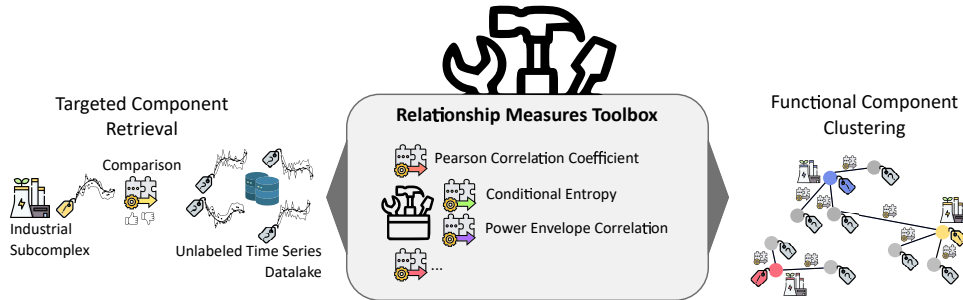 Targeted Component
Retrieval
Comparison
Industrial
Subcomplex
Unlabeled Time Series
Datalake
Relationship Measures Toolbox
Pearson Correlation Coefficient
Conditional Entropy
Power Envelope Correlation
...
Functional Component
Clustering